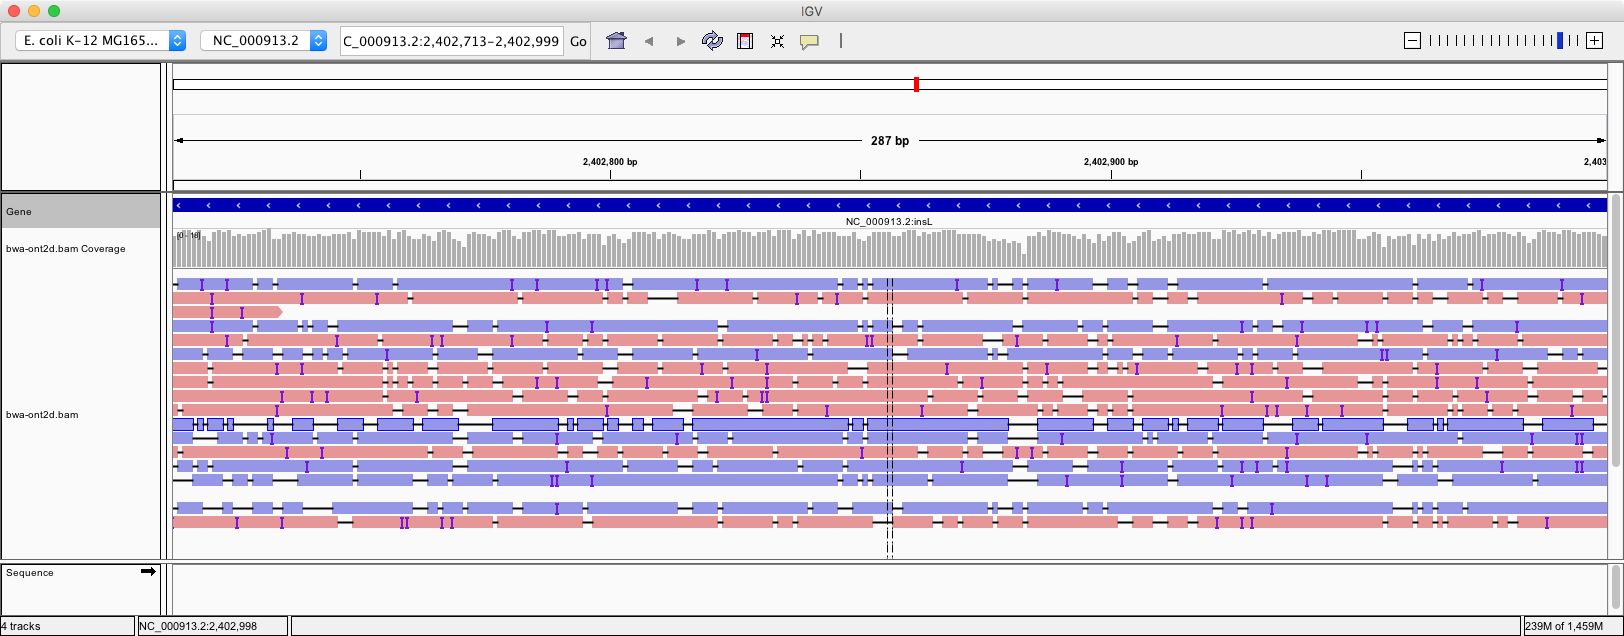 IGV
E. coli K-12 MG165...
NC_000913.2
C_000913.2:2,402,713-2,402,999
Go
287 bp
2,402,800 bp
2,402,900 bp
2,403
Gene
NC_000913.2:insL
bwa-ont2d.bam Coverage
[0 - 18]
bwa-ont2d.bam
Sequence
4 tracks
NC_000913.2:2,402,998
239M of 1,459M